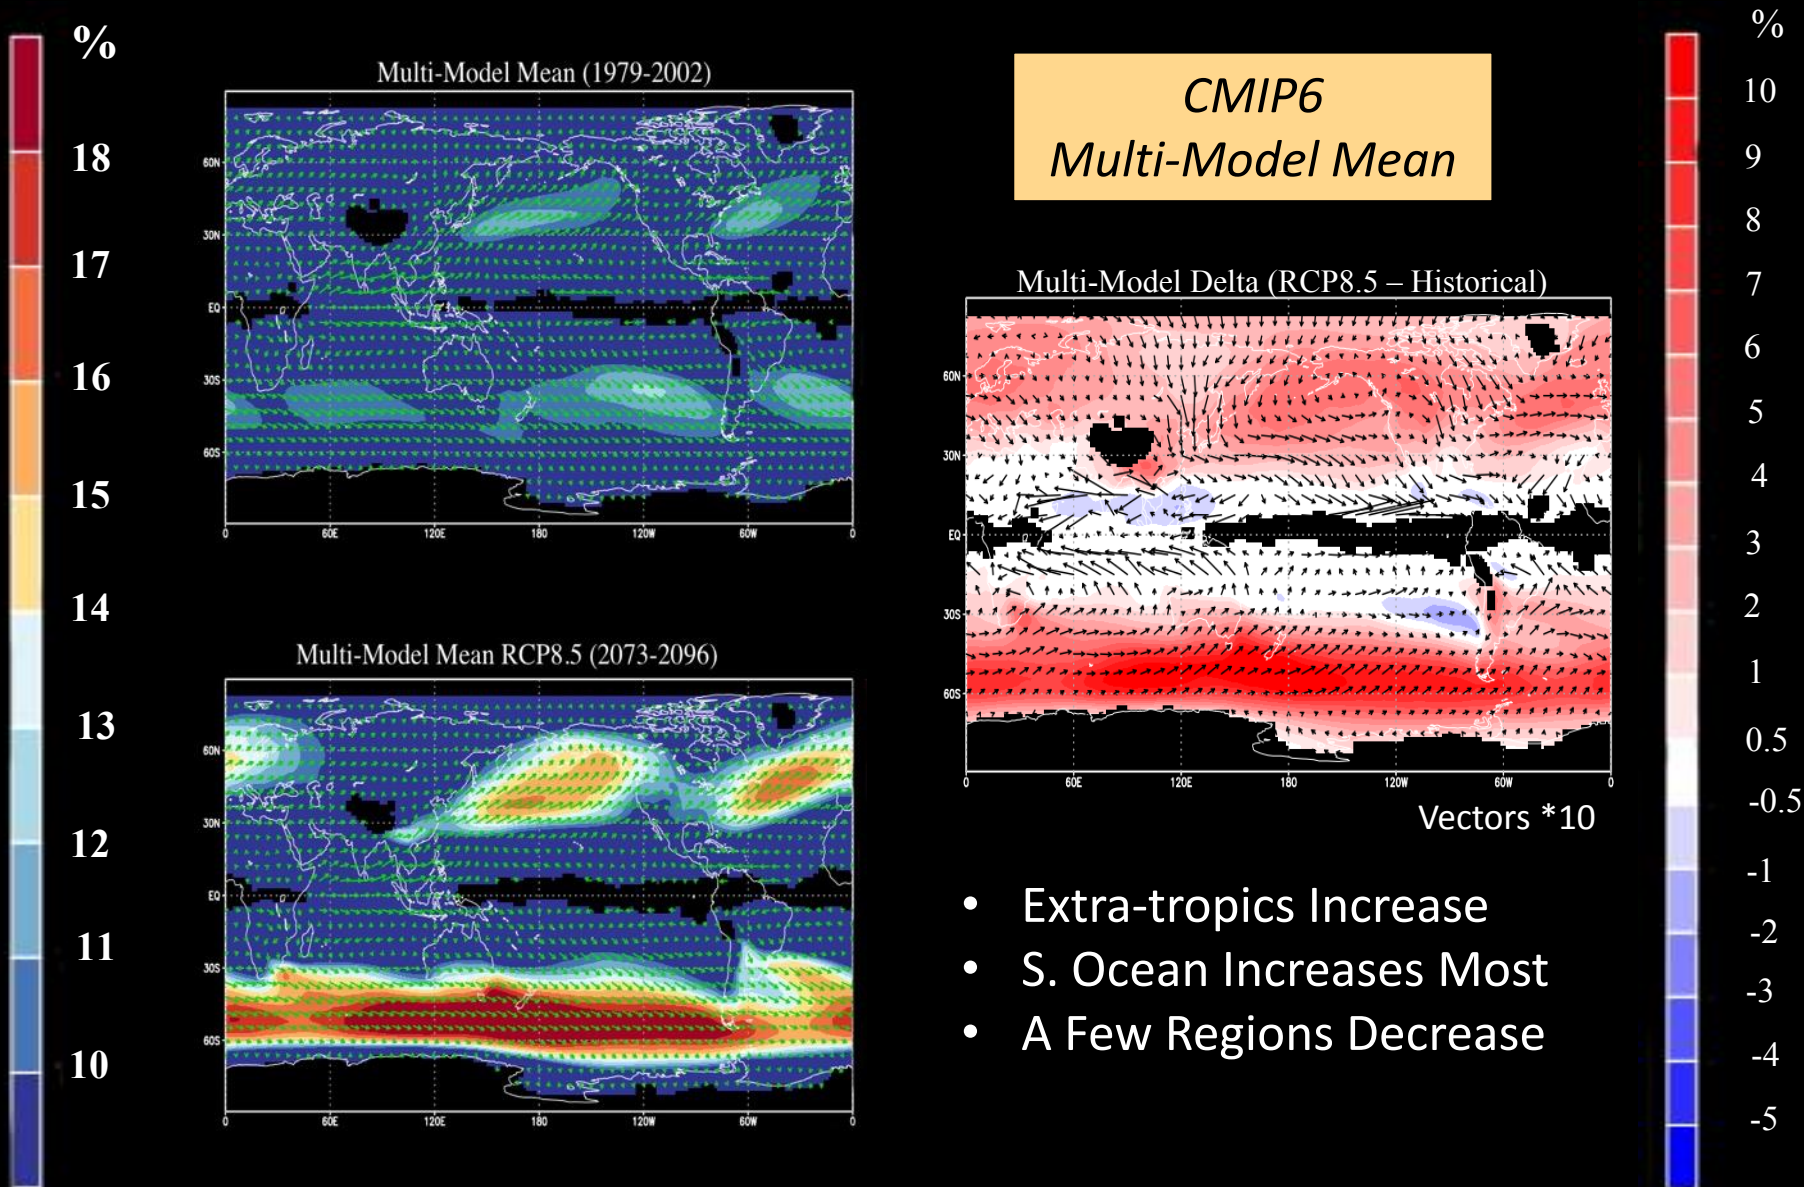 %
18
17
16
15
14
13
12
11
10
Multi-Model Mean (1979-2002)
60N
30N
EQ
30S
60S
0 60E 120E 180 120W 60W 0
Multi-Model Mean RCP8.5 (2073-2096)
60N
30N
EQ
30S
60S
0 60E 120E 180 120W 60W 0
CMIP6
Multi-Model Mean
Multi-Model Delta (RCP8.5 – Historical)
60N
30N
EQ
30S
60S
0 60E 120E 180 120W 60W 0
Vectors *10
• Extra-tropics Increase
• S. Ocean Increases Most
• A Few Regions Decrease
%
10
9
8
7
6
5
4
3
2
1
0.5
-0.5
-1
-2
-3
-4
-5